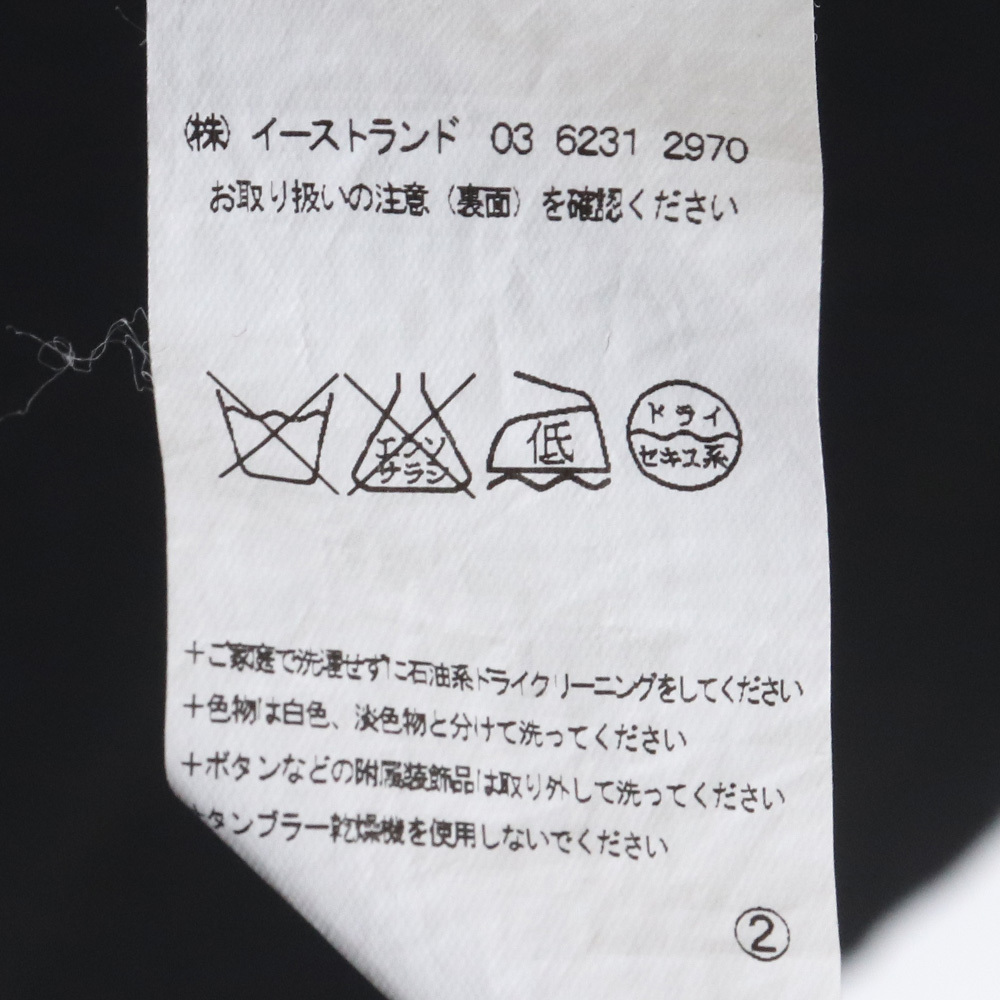 ㈱ イーストランド 03 6231 2970
お取り扱いの注意（裏面）を確認ください
エンソ
サラシ
低
ドライ
セキユ系
+ご家庭で洗濯せずに石油系ドライクリーニングをしてください
+色物は白色、淡色物と分けて洗ってください
+ボタンなどの附属装飾品は取り外して洗ってください
タンブラー乾燥機を使用しないでください
②